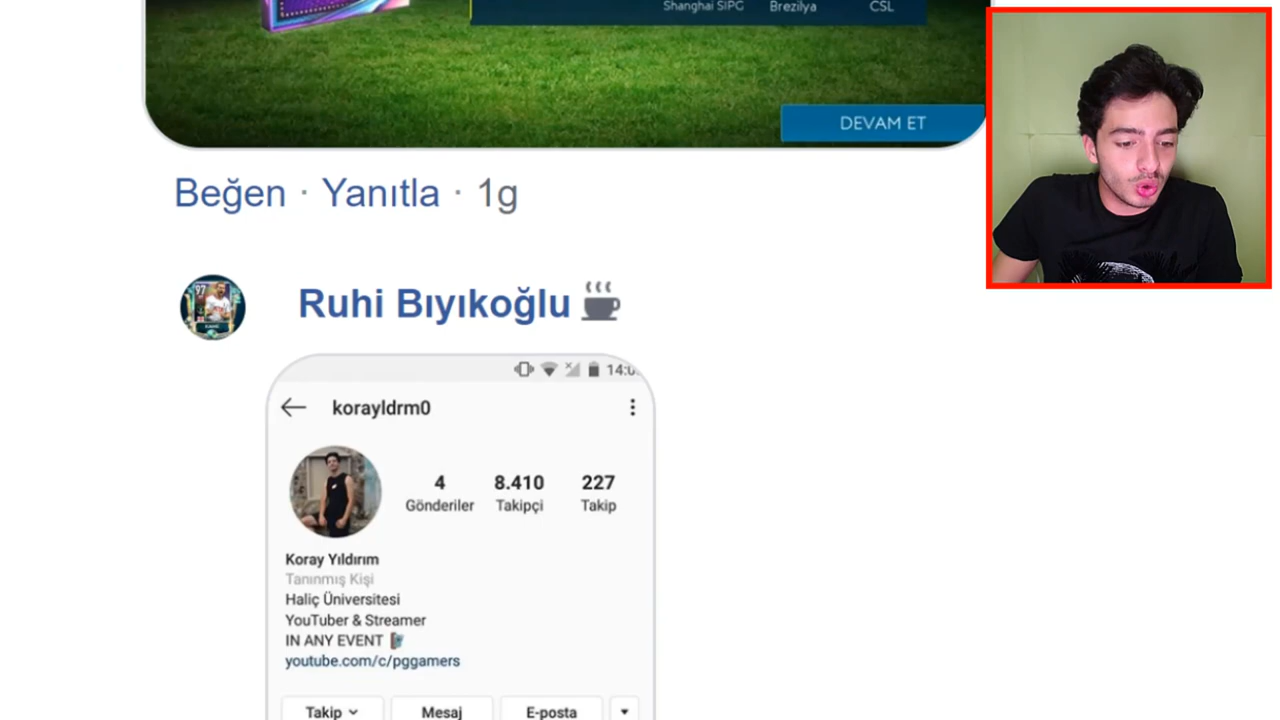 Shanghai SIPG Brezilya CSL
DEVAM ET
Beğen · Yanıtla · 1g
97
Ruhi Bıyıkoğlu
korayldrm0
4 8.410 227
Gönderiler Takipçi Takip
Koray Yıldırım
Tanınmış Kişi
Haliç Üniversitesi
YouTuber & Streamer
IN ANY EVENT
youtube.com/c/pggamers
Takip Mesaj E-posta